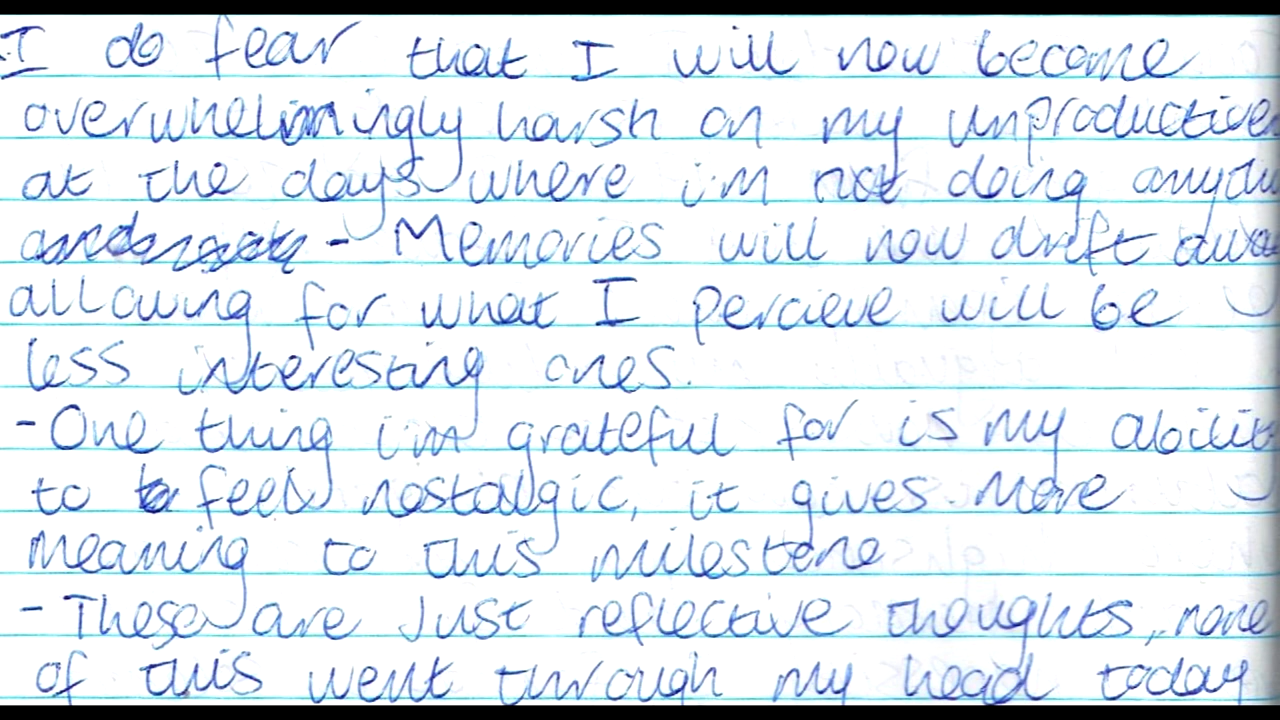 I do fear that I will now become
overwhelmingly harsh on my unproductive
at the days where i'm not doing
- Memories will now drift
allowing for what I percieve will be
less interesting ones.
- One thing i'm grateful for is my abilit
to feel nostalgic, it gives more
meaning to this milestone
- These are Just reflective thoughts, none
of this went through my head today